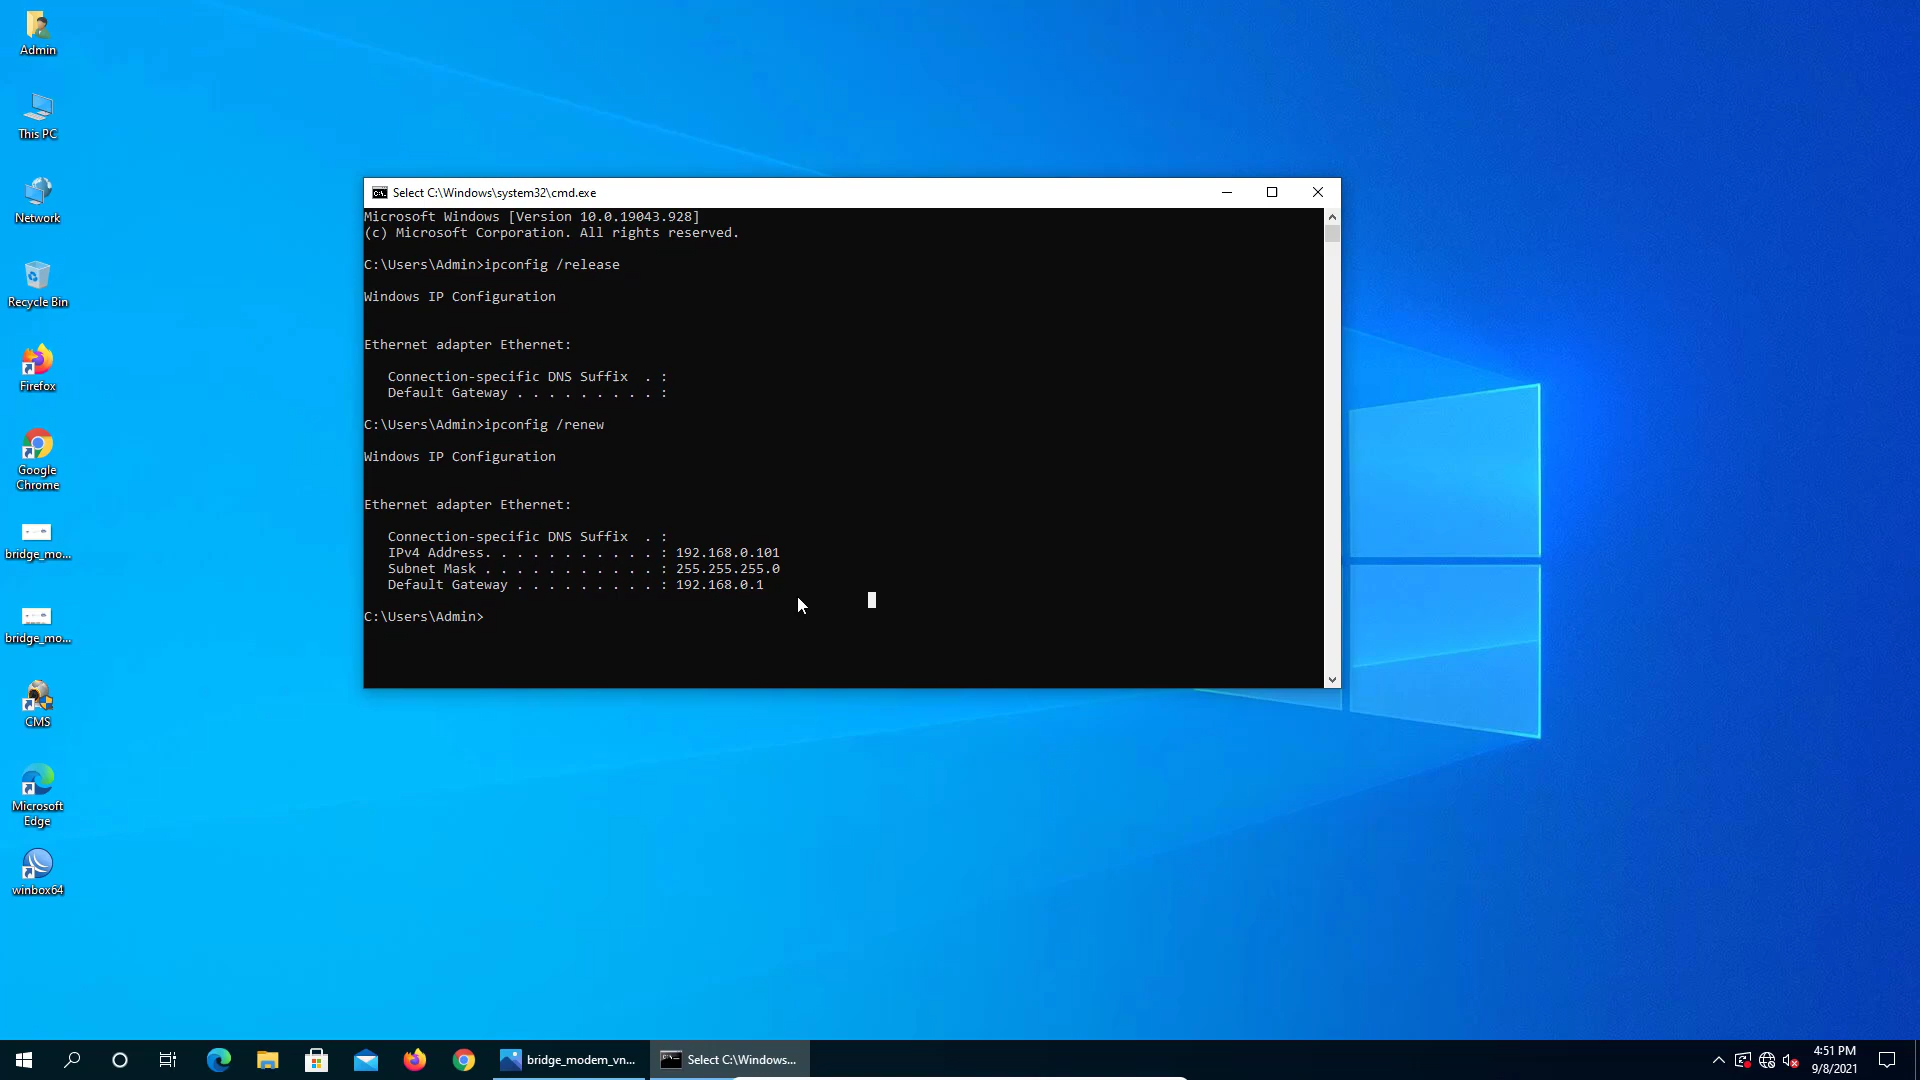 Admin
This PC
Network
Recycle Bin
Firefox
Google
Chrome
bridge_mo...
bridge_mo...
CMS
Microsoft
Edge
winbox64
Select C:\Windows\system32\cmd.exe
Microsoft Windows [Version 10.0.19043.928]
(c) Microsoft Corporation. All rights reserved.
C:\Users\Admin>ipconfig /release
Windows IP Configuration
Ethernet adapter Ethernet:
Connection-specific DNS Suffix  . :
Default Gateway . . . . . . . . . :
C:\Users\Admin>ipconfig /renew
Windows IP Configuration
Ethernet adapter Ethernet:
Connection-specific DNS Suffix  . :
IPv4 Address. . . . . . . . . . . : 192.168.0.101
Subnet Mask . . . . . . . . . . . : 255.255.255.0
Default Gateway . . . . . . . . . : 192.168.0.1
C:\Users\Admin>
bridge_modem_vn...
Select C:\Windows...
4:51 PM
9/8/2021